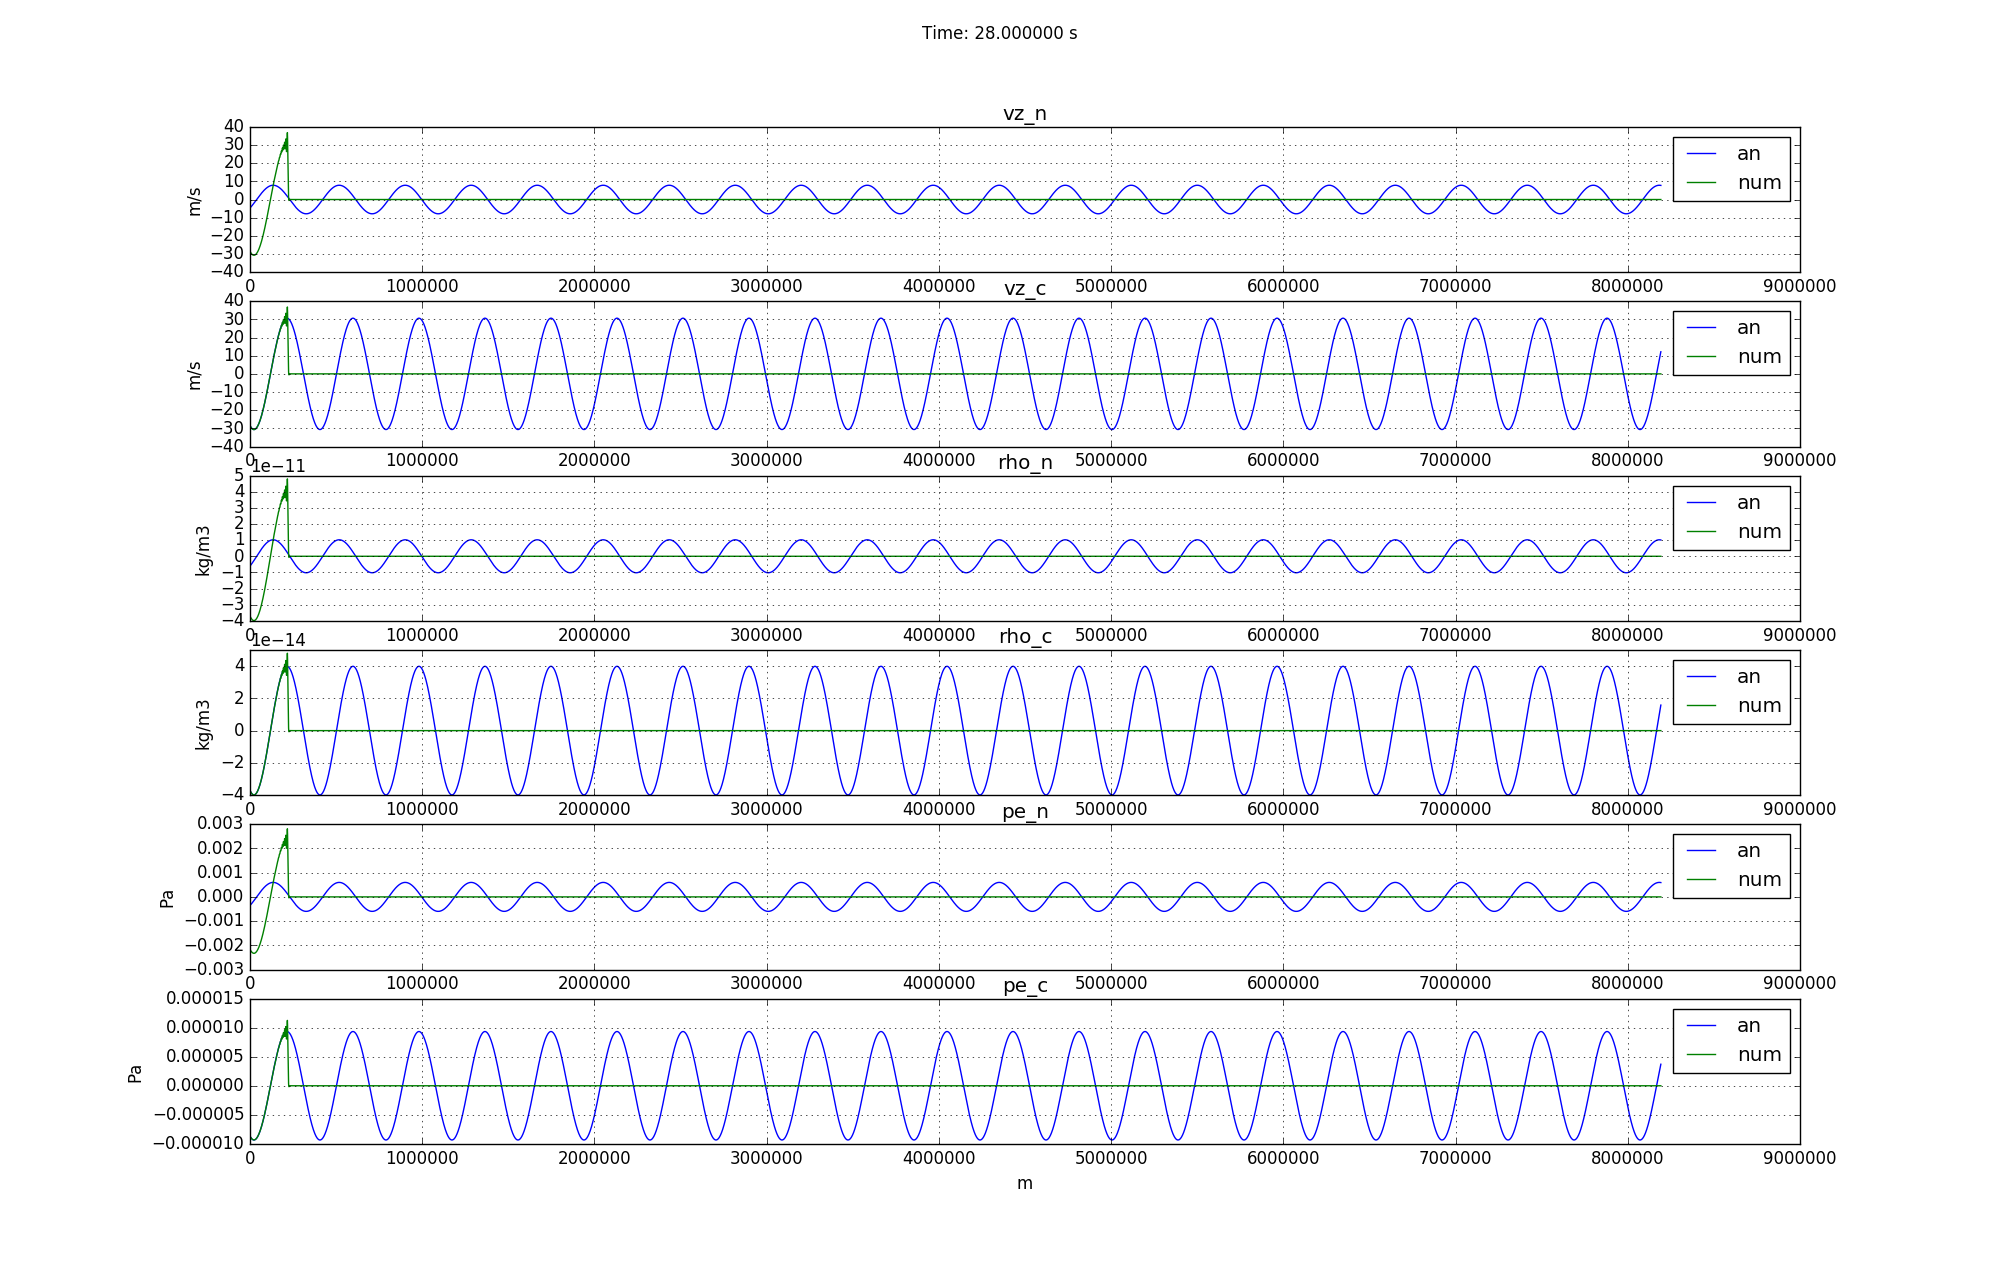 Time: 28.000000 s
vz_n
40
30
20
10
0
−10
−20
−30
−40
m/s
an
num
0 1000000 2000000 3000000 4000000 5000000 6000000 7000000 8000000 9000000
vz_c
40
30
20
10
0
−10
−20
−30
−40
m/s
an
num
0 1000000 2000000 3000000 4000000 5000000 6000000 7000000 8000000 9000000
1e−11
rho_n
5
4
3
2
1
0
−1
−2
−3
−4
kg/m3
an
num
0 1000000 2000000 3000000 4000000 5000000 6000000 7000000 8000000 9000000
1e−14
rho_c
4
2
0
−2
−4
kg/m3
an
num
0 1000000 2000000 3000000 4000000 5000000 6000000 7000000 8000000 9000000
pe_n
0.003
0.002
0.001
0.000
−0.001
−0.002
−0.003
Pa
an
num
0 1000000 2000000 3000000 4000000 5000000 6000000 7000000 8000000 9000000
pe_c
0.000015
0.000010
0.000005
0.000000
−0.000005
−0.000010
Pa
an
num
0 1000000 2000000 3000000 4000000 5000000 6000000 7000000 8000000 9000000
m